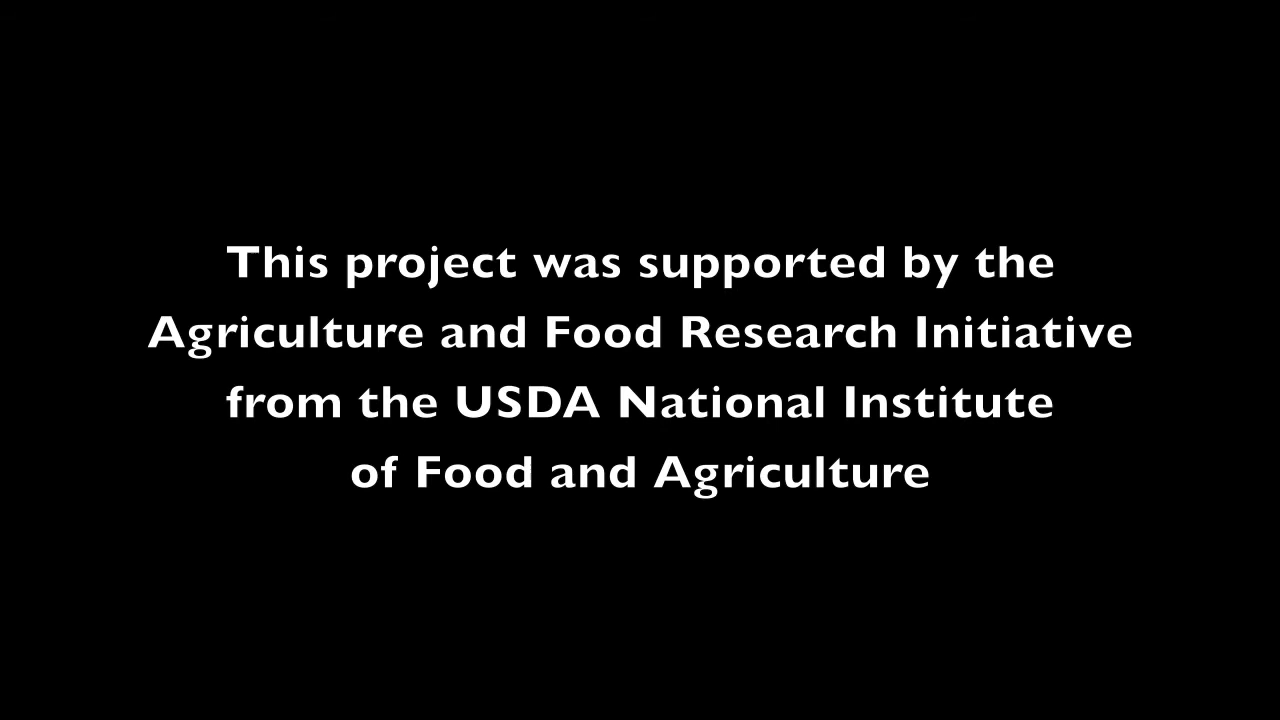 This project was supported by the
Agriculture and Food Research Initiative
from the USDA National Institute
of Food and Agriculture